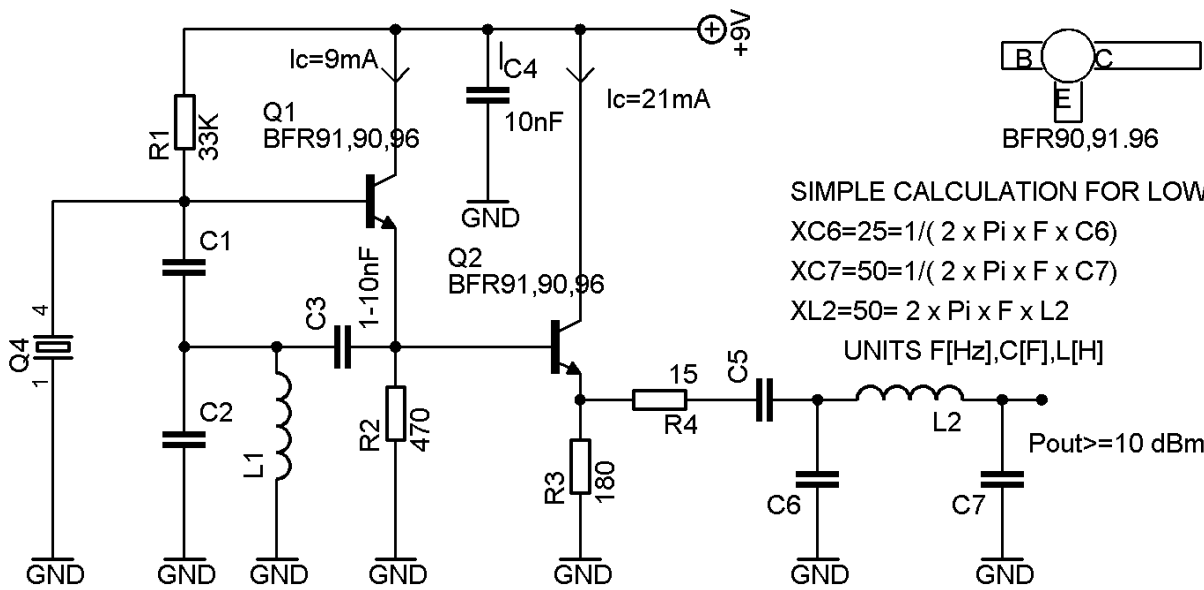 +9V
Ic=9mA
C4
10nF
Ic=21mA
Q1
BFR91,90,96
R1
33K
GND
B
C
E
BFR90,91.96
SIMPLE CALCULATION FOR LOW
XC6=25=1/( 2 x Pi x F x C6)
XC7=50=1/( 2 x Pi x F x C7)
XL2=50= 2 x Pi x F x L2
UNITS F[Hz],C[F],L[H]
C1
C3
1-10nF
Q2
BFR91,90,96
Q4
4
1
C2
L1
R2
470
15
R4
C5
L2
R3
180
C6
C7
Pout>=10 dBm
GND
GND
GND
GND
GND
GND
GND